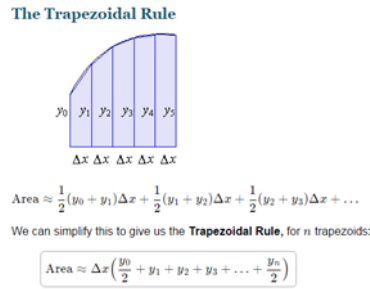 The Trapezoidal Rule
y₀ y₁ y₂ y₃ y₄ y₅
Δx Δx Δx Δx Δx
Area ≈ 1/2(y₀ + y₁)Δx + 1/2(y₁ + y₂)Δx + 1/2(y₂ + y₃)Δx + …
We can simplify this to give us the Trapezoidal Rule, for n trapezoids:
Area ≈ Δx(y₀/2 + y₁ + y₂ + y₃ + … + yₙ/2)